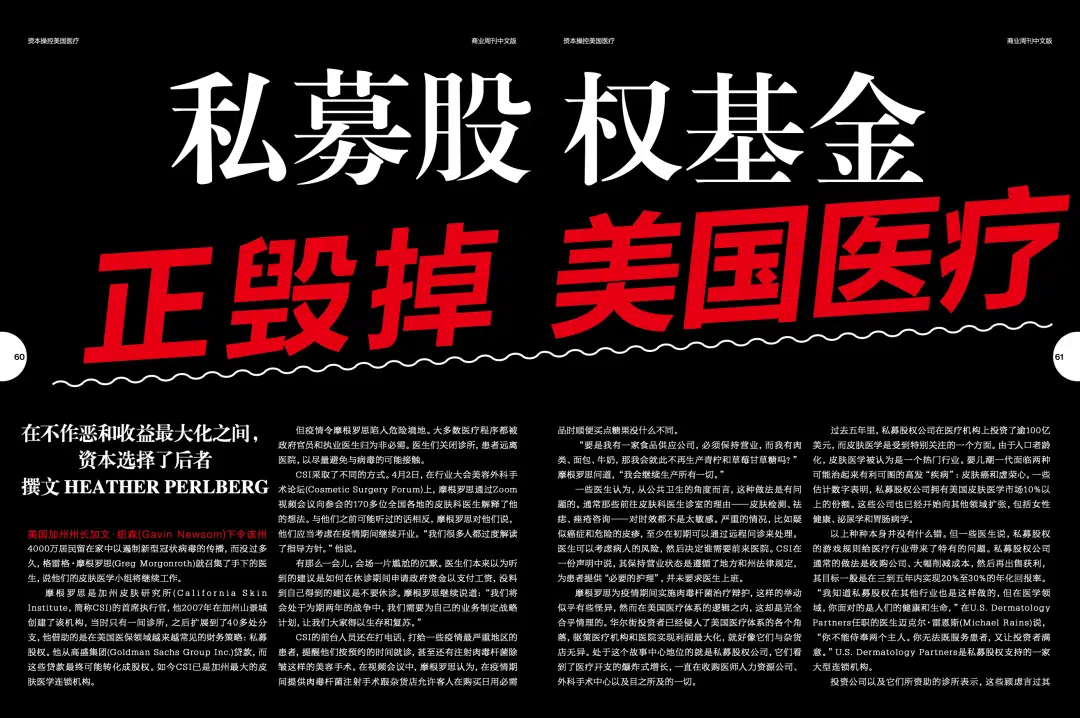 资本操控美国医疗
商业周刊中文版
资本操控美国医疗
商业周刊中文版
私募股权基金
正毁掉美国医疗
60
61
在不作恶和收益最大化之间，
资本选择了后者
撰文 HEATHER PERLBERG
美国加州州长加文·纽森(Gavin Newsom)下令该州
4000万居民留在家中以遏制新型冠状病毒的传播，而没过多
久，格雷格·摩根罗思(Greg Morgonroth)就召集了手下的医
生，说他们的皮肤医学小组将继续工作。
摩根罗思是加州皮肤研究所(California Skin
Institute，简称CSI)的首席执行官，他2007年在加州山景城
创建了该机构，当时只有一间诊所，之后扩展到了40多处分
支，他借助的是在美国医保领域越来越常见的财务策略：私募
股权。他从高盛集团(Goldman Sachs Group Inc.)贷款，而
这些贷款最终可能转化成股权。如今CSI已是加州最大的皮
肤医学连锁机构。
但疫情令摩根罗思陷入危险境地。大多数医疗程序都被
政府官员和执业医生归为非必需。医生们关闭诊所，患者远离
医院，以尽量避免与病毒的可能接触。
CSI采取了不同的方式。4月2日，在行业大会美容外科手
术论坛(Cosmetic Surgery Forum)上，摩根罗思通过Zoom
视频会议向参会的170多位全国各地的皮肤科医生解释了他
的想法。与他们之前可能听过的话相反，摩根罗思对他们说，
他们应当考虑在疫情期间继续开业。“我们很多人都过度解读
了指导方针。”他说。
有那么一会儿，会场一片尴尬的沉默。医生们本来以为听
到的建议是如何在休诊期间申请政府资金以支付工资，没料
到自己得到的建议是不要休诊。摩根罗思继续说道：“我们将
会处于为期两年的战争中，我们需要为自己的业务制定战略
计划，让我们大家得以生存和复苏。”
CSI的前台人员还在打电话，打给一些疫情最严重地区的
患者，提醒他们按预约的时间就诊，甚至还有注射肉毒杆菌除
皱这样的美容手术。在视频会议中，摩根罗思认为，在疫情期
间提供肉毒杆菌注射手术跟杂货店允许客人在购买日用必需
品时顺便买点糖果没什么不同。
“要是我有一家食品供应公司，必须保持营业，而我有肉
类、面包、牛奶，那我会就此不再生产青柠和草莓甘草糖吗？”
摩根罗思问道，“我会继续生产所有一切。”
一些医生认为，从公共卫生的角度而言，这种做法是有问
题的。通常那些前往皮肤科医生诊室的理由——皮肤检测、祛
痣、痤疮咨询——对时效都不是太敏感。严重的情况，比如疑
似癌症和危险的皮疹，至少在初期可以通过远程问诊来处理。
医生可以考虑病人的风险，然后决定谁需要前来医院。CSI在
一份声明中说，其保持营业状态是遵循了地方和州法律规定，
为患者提供“必要的护理”，并未要求医生上班。
摩根罗思为疫情期间实施肉毒杆菌治疗辩护，这样的举动
似乎有些怪异，然而在美国医疗体系的逻辑之内，这却是完全
合乎情理的。华尔街投资者已经侵入了美国医疗体系的各个角
落，驱策医疗机构和医院实现利润最大化，就好像它们与杂货
店无异。处于这个故事中心地位的就是私募股权公司，它们看
到了医疗开支的爆炸式增长，一直在收购医师人力资源公司、
外科手术中心以及目之所及的一切。
过去五年里，私募股权公司在医疗机构上投资了逾100亿
美元，而皮肤医学是受到特别关注的一个方面。由于人口老龄
化，皮肤医学被认为是一个热门行业。婴儿潮一代面临两种
可能治起来有利可图的高发“疾病”：皮肤癌和虚荣心。一些
估计数字表明，私募股权公司拥有美国皮肤医学市场10%以
上的份额。这些公司也已经开始向其他领域扩张，包括女性
健康、泌尿学和胃肠病学。
以上种种本身并没有什么错。但一些医生说，私募股权
的游戏规则给医疗行业带来了特有的问题。私募股权公司
通常的做法是收购公司、大幅削减成本，然后再出售获利，
其目标一般是在三到五年内实现20%至30%的年化回报率。
“我知道私募股权在其他行业也是这样做的，但在医学领
域，你面对的是人们的健康和生命，”在U.S. Dermatology
Partners任职的医生迈克尔·雷恩斯(Michael Rains)说，
“你不能侍奉两个主人。你无法既服务患者，又让投资者满
意。”U.S. Dermatology Partners是私募股权支持的一家
大型连锁机构。
投资公司以及它们所资助的诊所表示，这些顾虑言过其